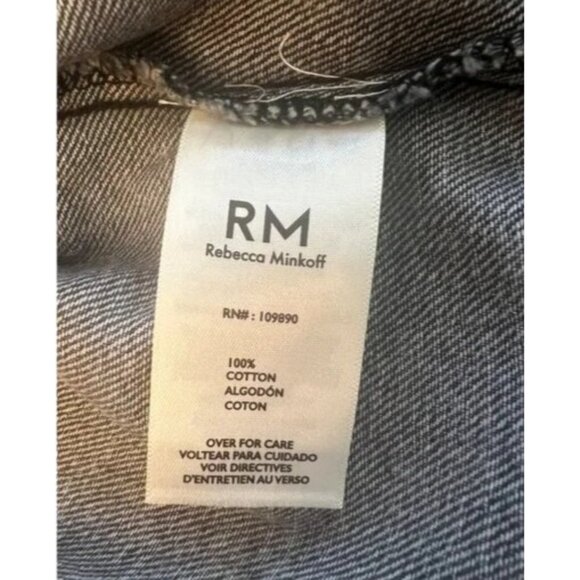 RM
Rebecca Minkoff
RN# : 109890
100%
COTTON
ALGODÓN
COTON
OVER FOR CARE
VOLTEAR PARA CUIDADO
VOIR DIRECTIVES
D'ENTRETIEN AU VERSO